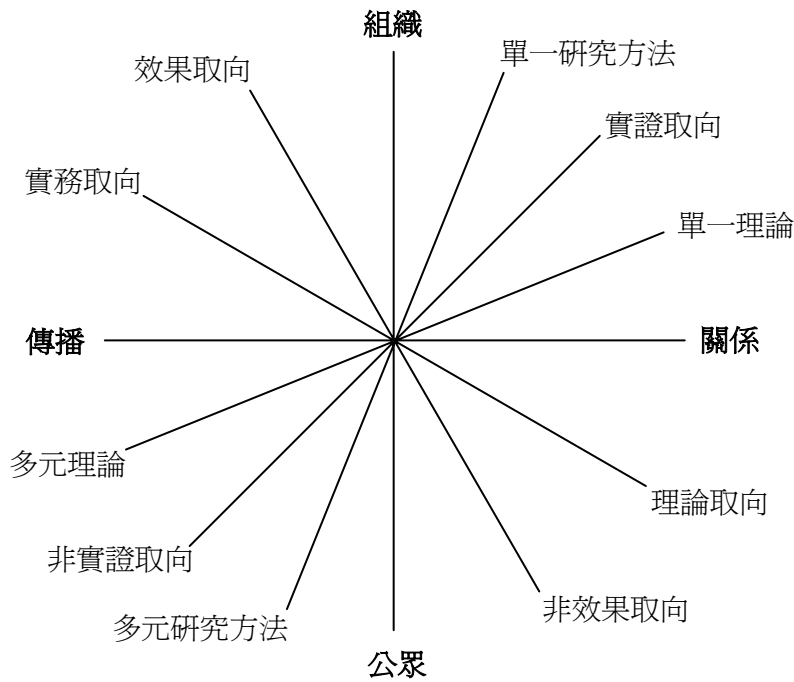 組織
單一研究方法
效果取向
實證取向
實務取向
單一理論
傳播
關係
多元理論
理論取向
非實證取向
非效果取向
多元研究方法
公眾